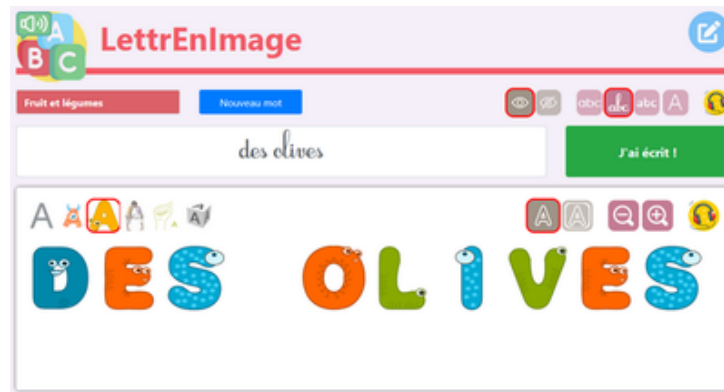 A B C
LettrEnImage
Fruit et légumes
Nouveau mot
abc abc abc A
des olives
J'ai écrit !
A A A A A
A A
DES OLIVES